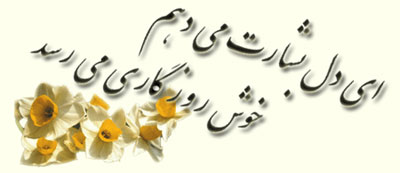 ای دل بشارت می دهم
خوش روزگاری می رسد